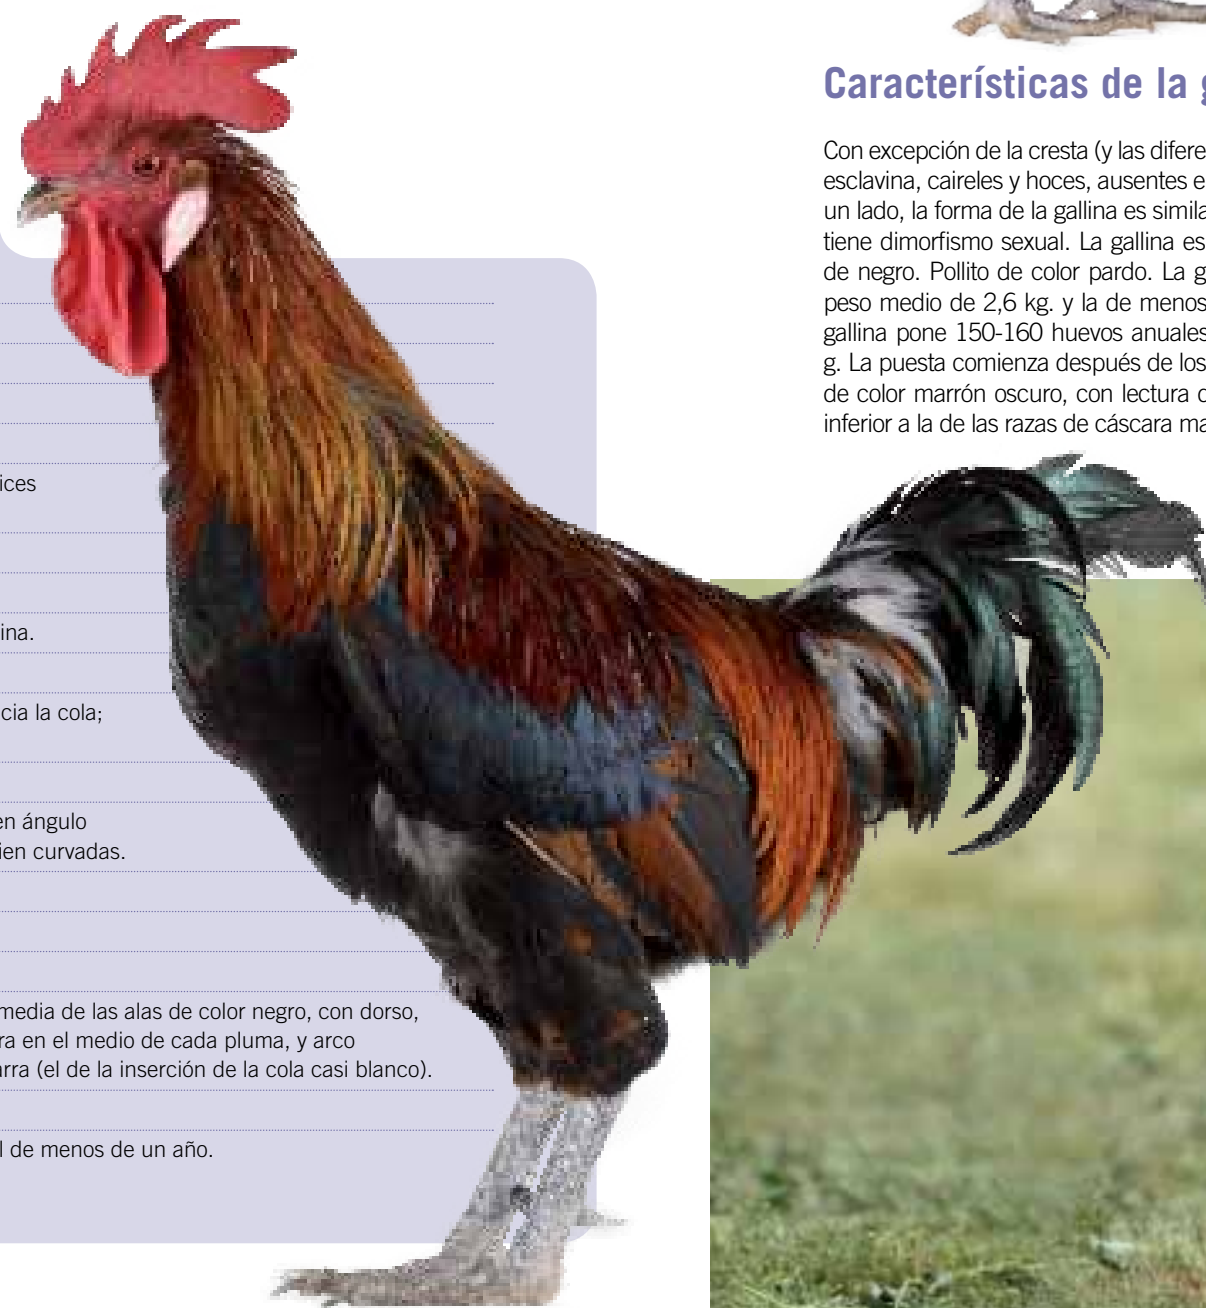 ices
ina.
cia la cola;
en ángulo
ien curvadas.
media de las alas de color negro, con dorso,
ra en el medio de cada pluma, y arco
arra (el de la inserción de la cola casi blanco).
l de menos de un año.
Características de la g
Con excepción de la cresta (y las difere
esclavina, caireles y hoces, ausentes e
un lado, la forma de la gallina es simila
tiene dimorfismo sexual. La gallina es
de negro. Pollito de color pardo. La g
peso medio de 2,6 kg. y la de menos
gallina pone 150-160 huevos anuales
g. La puesta comienza después de los
de color marrón oscuro, con lectura d
inferior a la de las razas de cáscara ma